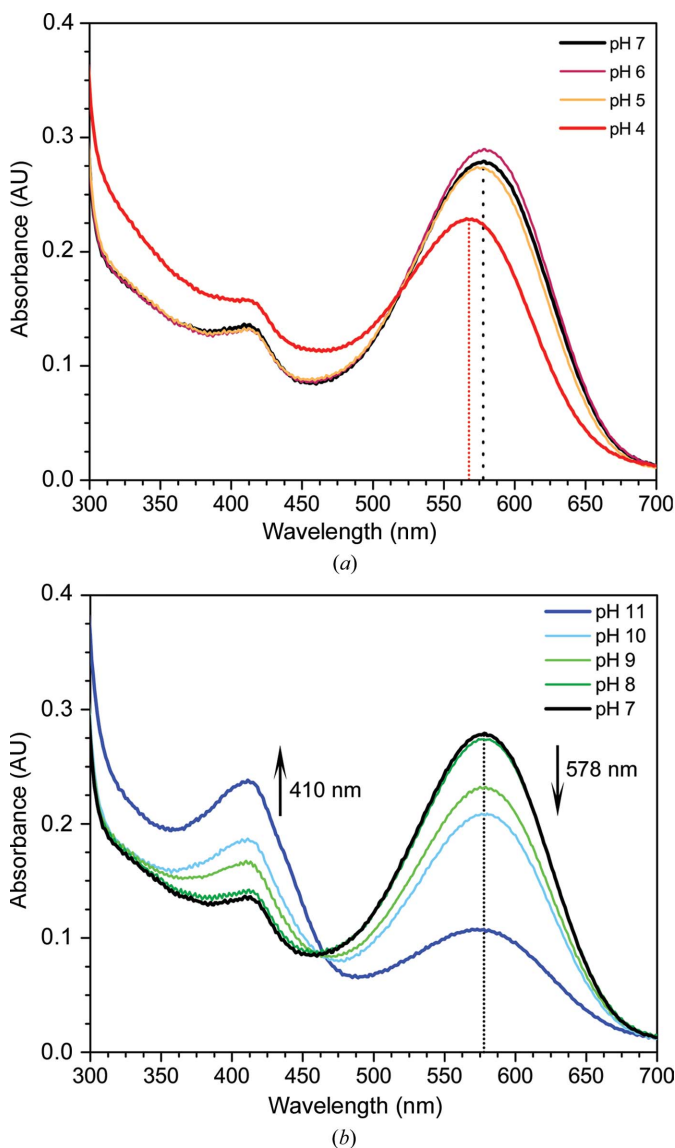 0.4
0.3
0.2
0.1
0.0
Absorbance (AU)
pH 7
pH 6
pH 5
pH 4
300 350 400 450 500 550 600 650 700
Wavelength (nm)
(a)
0.4
0.3
0.2
0.1
0.0
Absorbance (AU)
pH 11
pH 10
pH 9
pH 8
pH 7
410 nm
578 nm
300 350 400 450 500 550 600 650 700
Wavelength (nm)
(b)